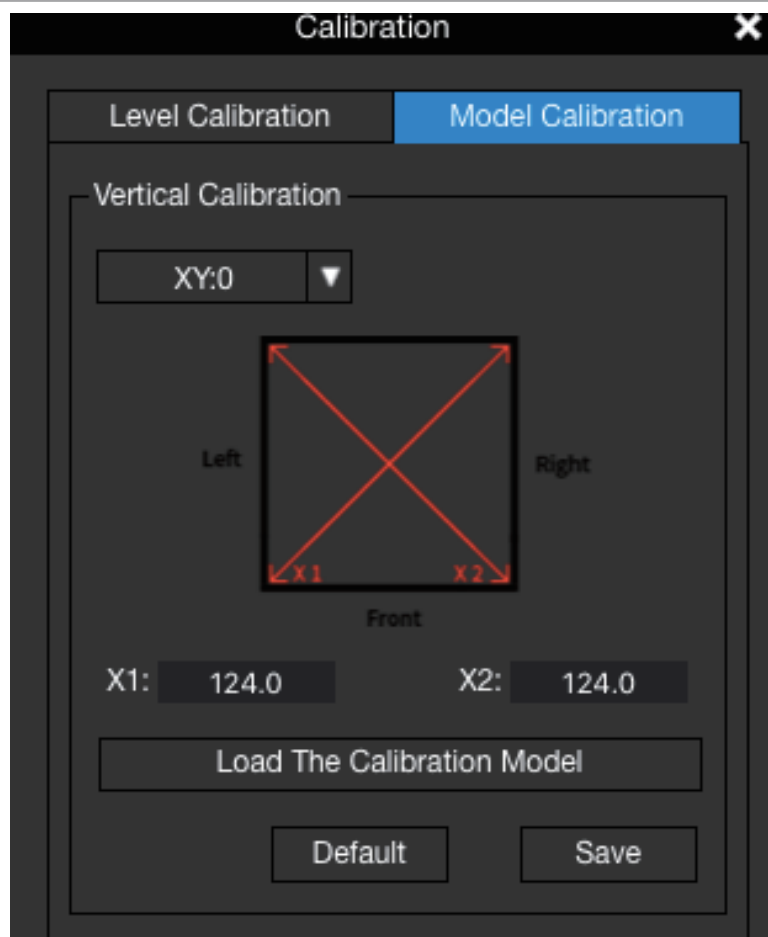 Calibration
Level Calibration
Model Calibration
Vertical Calibration
XY:0
Left
Right
X1
X2
Front
X1: 124.0
X2: 124.0
Load The Calibration Model
Default
Save